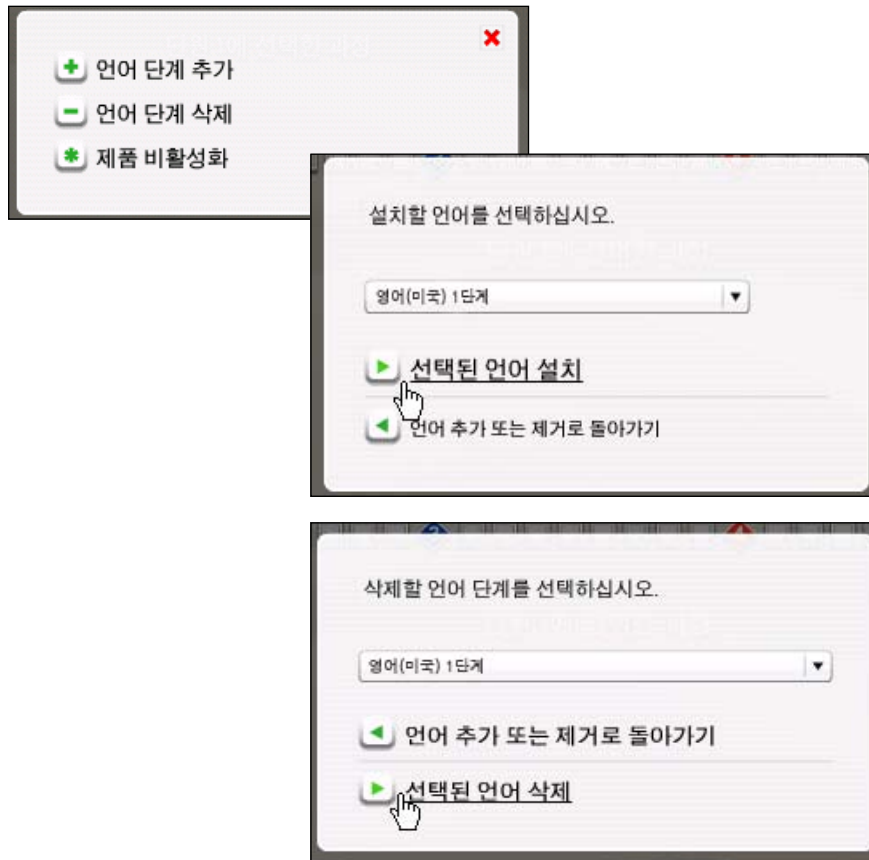 언어 단계 추가
언어 단계 삭제
제품 비활성화
설치할 언어를 선택하십시오.
영어(미국) 1단계
선택된 언어 설치
언어 추가 또는 제거로 돌아가기
삭제할 언어 단계를 선택하십시오.
영어(미국) 1단계
언어 추가 또는 제거로 돌아가기
선택된 언어 삭제